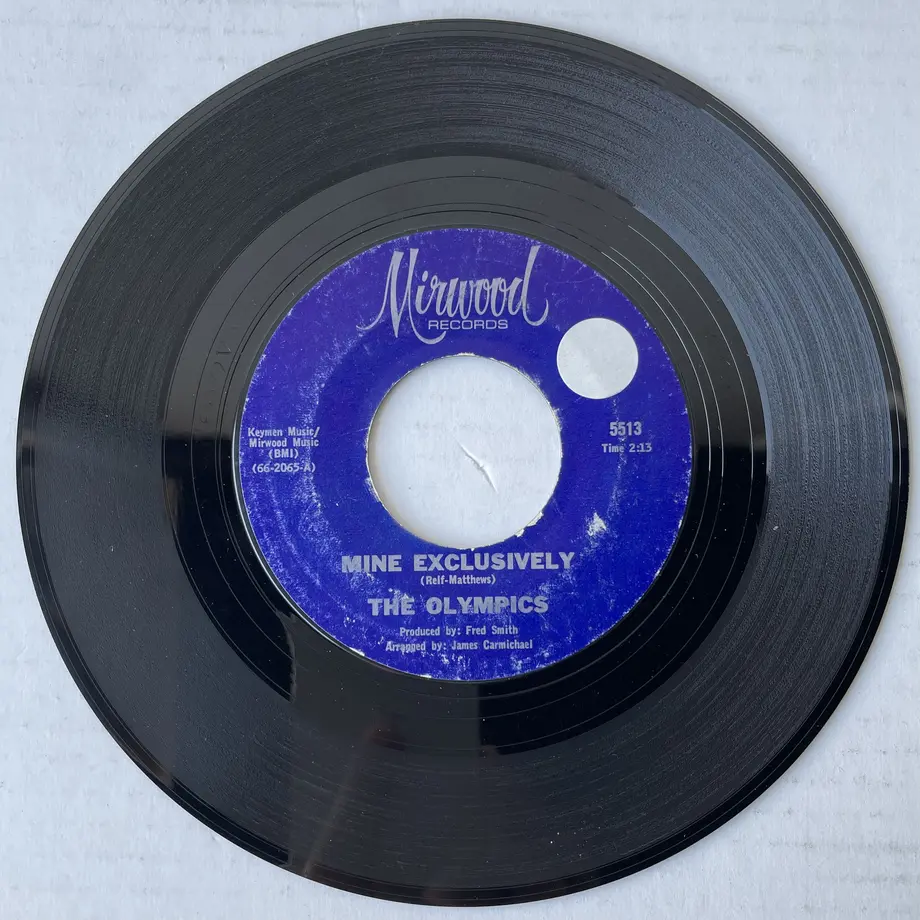 Mirwood
RECORDS
Keymen Music/
Mirwood Music
(BMI)
(66-2065-A)
5513
Time 2:13
MINE EXCLUSIVELY
(Relf-Matthews)
THE OLYMPICS
Produced by: Fred Smith
Arranged by: James Carmichael